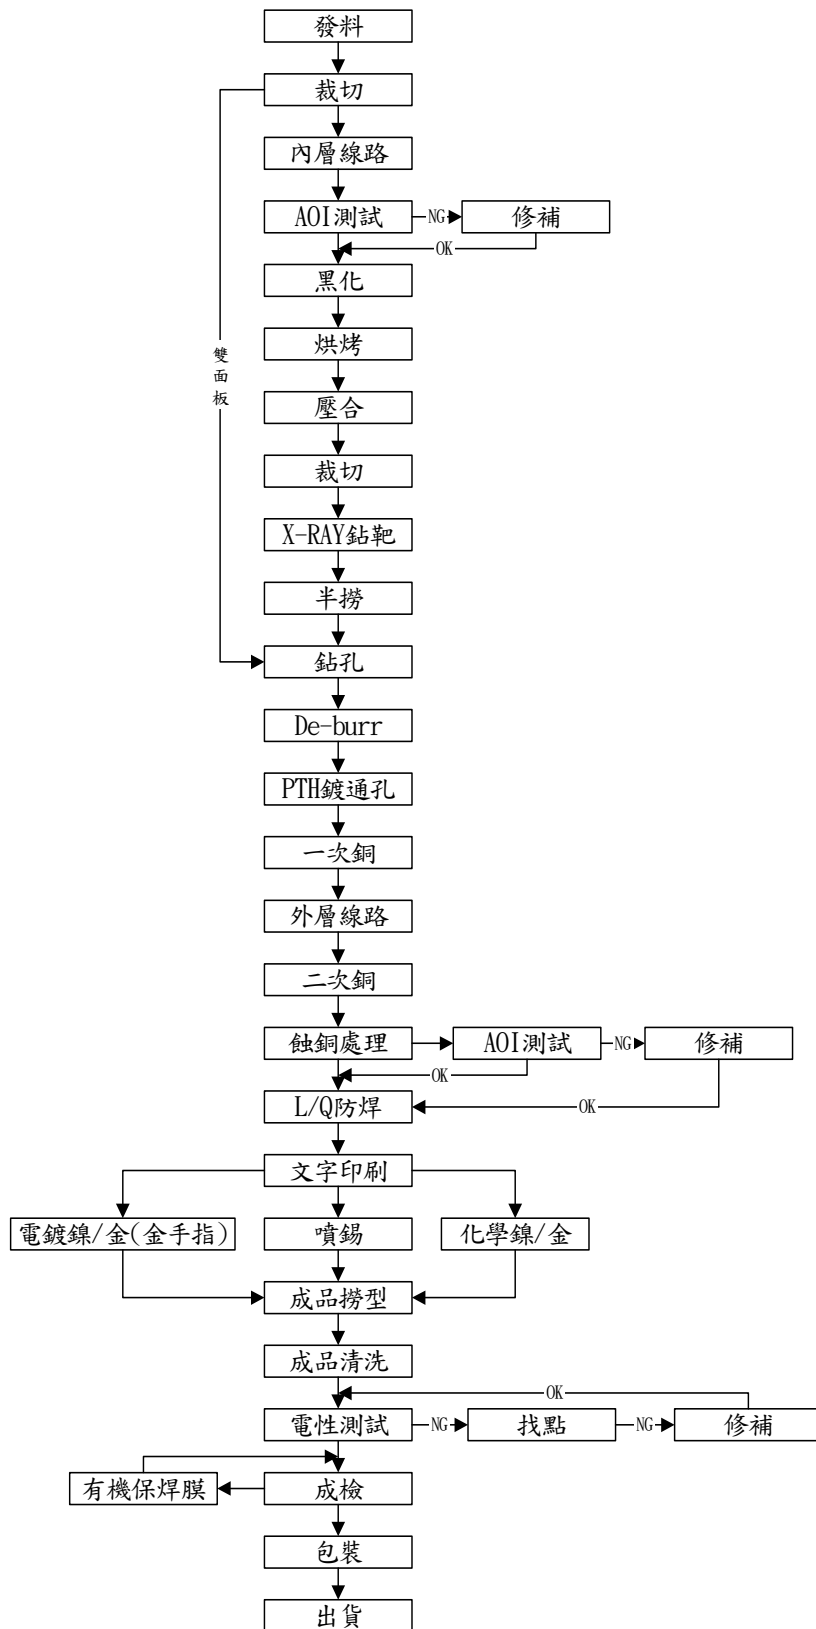 發料
裁切
內層線路
AOI測試
NG
修補
OK
黑化
烘烤
雙面板
壓合
裁切
X-RAY鉆靶
半撈
鉆孔
De-burr
PTH鍍通孔
一次銅
外層線路
二次銅
蝕銅處理
AOI測試
NG
修補
OK
L/Q防焊
OK
文字印刷
電鍍鎳/金(金手指)
噴錫
化學鎳/金
成品撈型
成品清洗
OK
電性測試
NG
找點
NG
修補
有機保焊膜
成檢
包裝
出貨